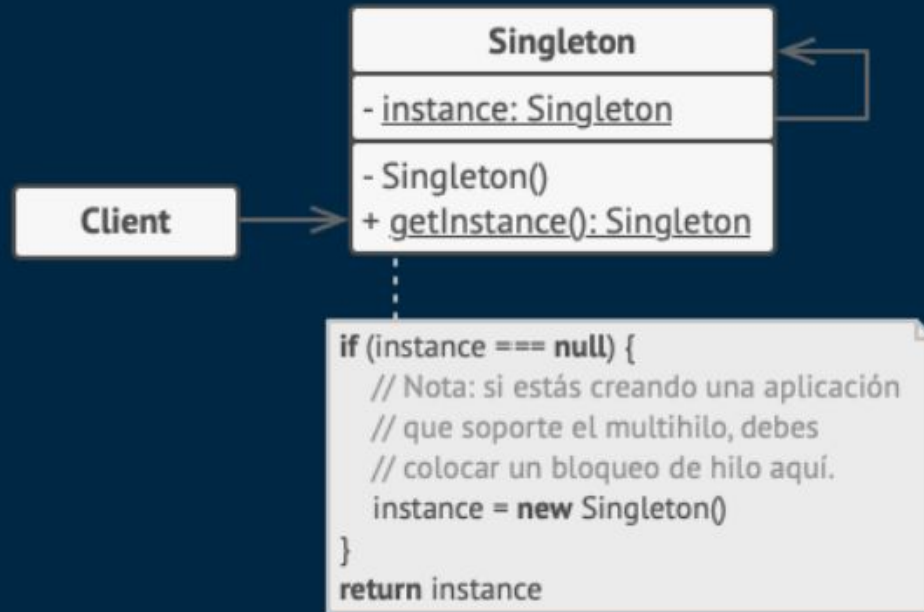 Singleton
- instance: Singleton
- Singleton()
+ getInstance(): Singleton
Client
if (instance === null) {
// Nota: si estás creando una aplicación
// que soporte el multihilo, debes
// colocar un bloqueo de hilo aquí.
instance = new Singleton()
}
return instance